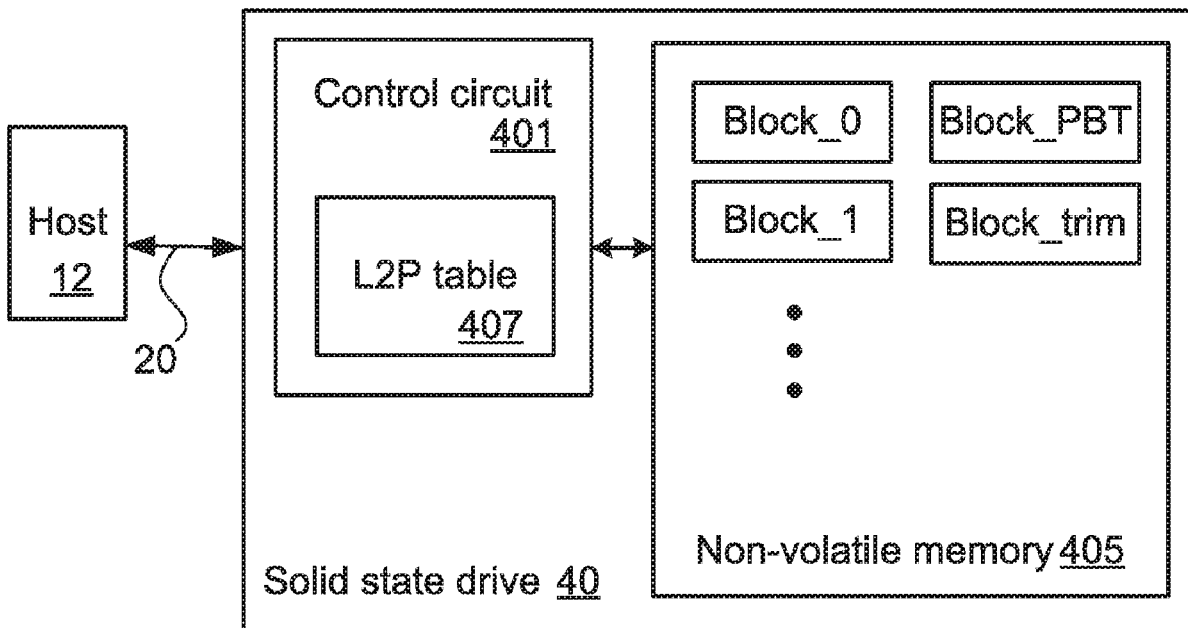 Host
12
20
Control circuit
401
L2P table
407
Solid state drive 40
Block_0
Block_PBT
Block_1
Block_trim
Non-volatile memory 405